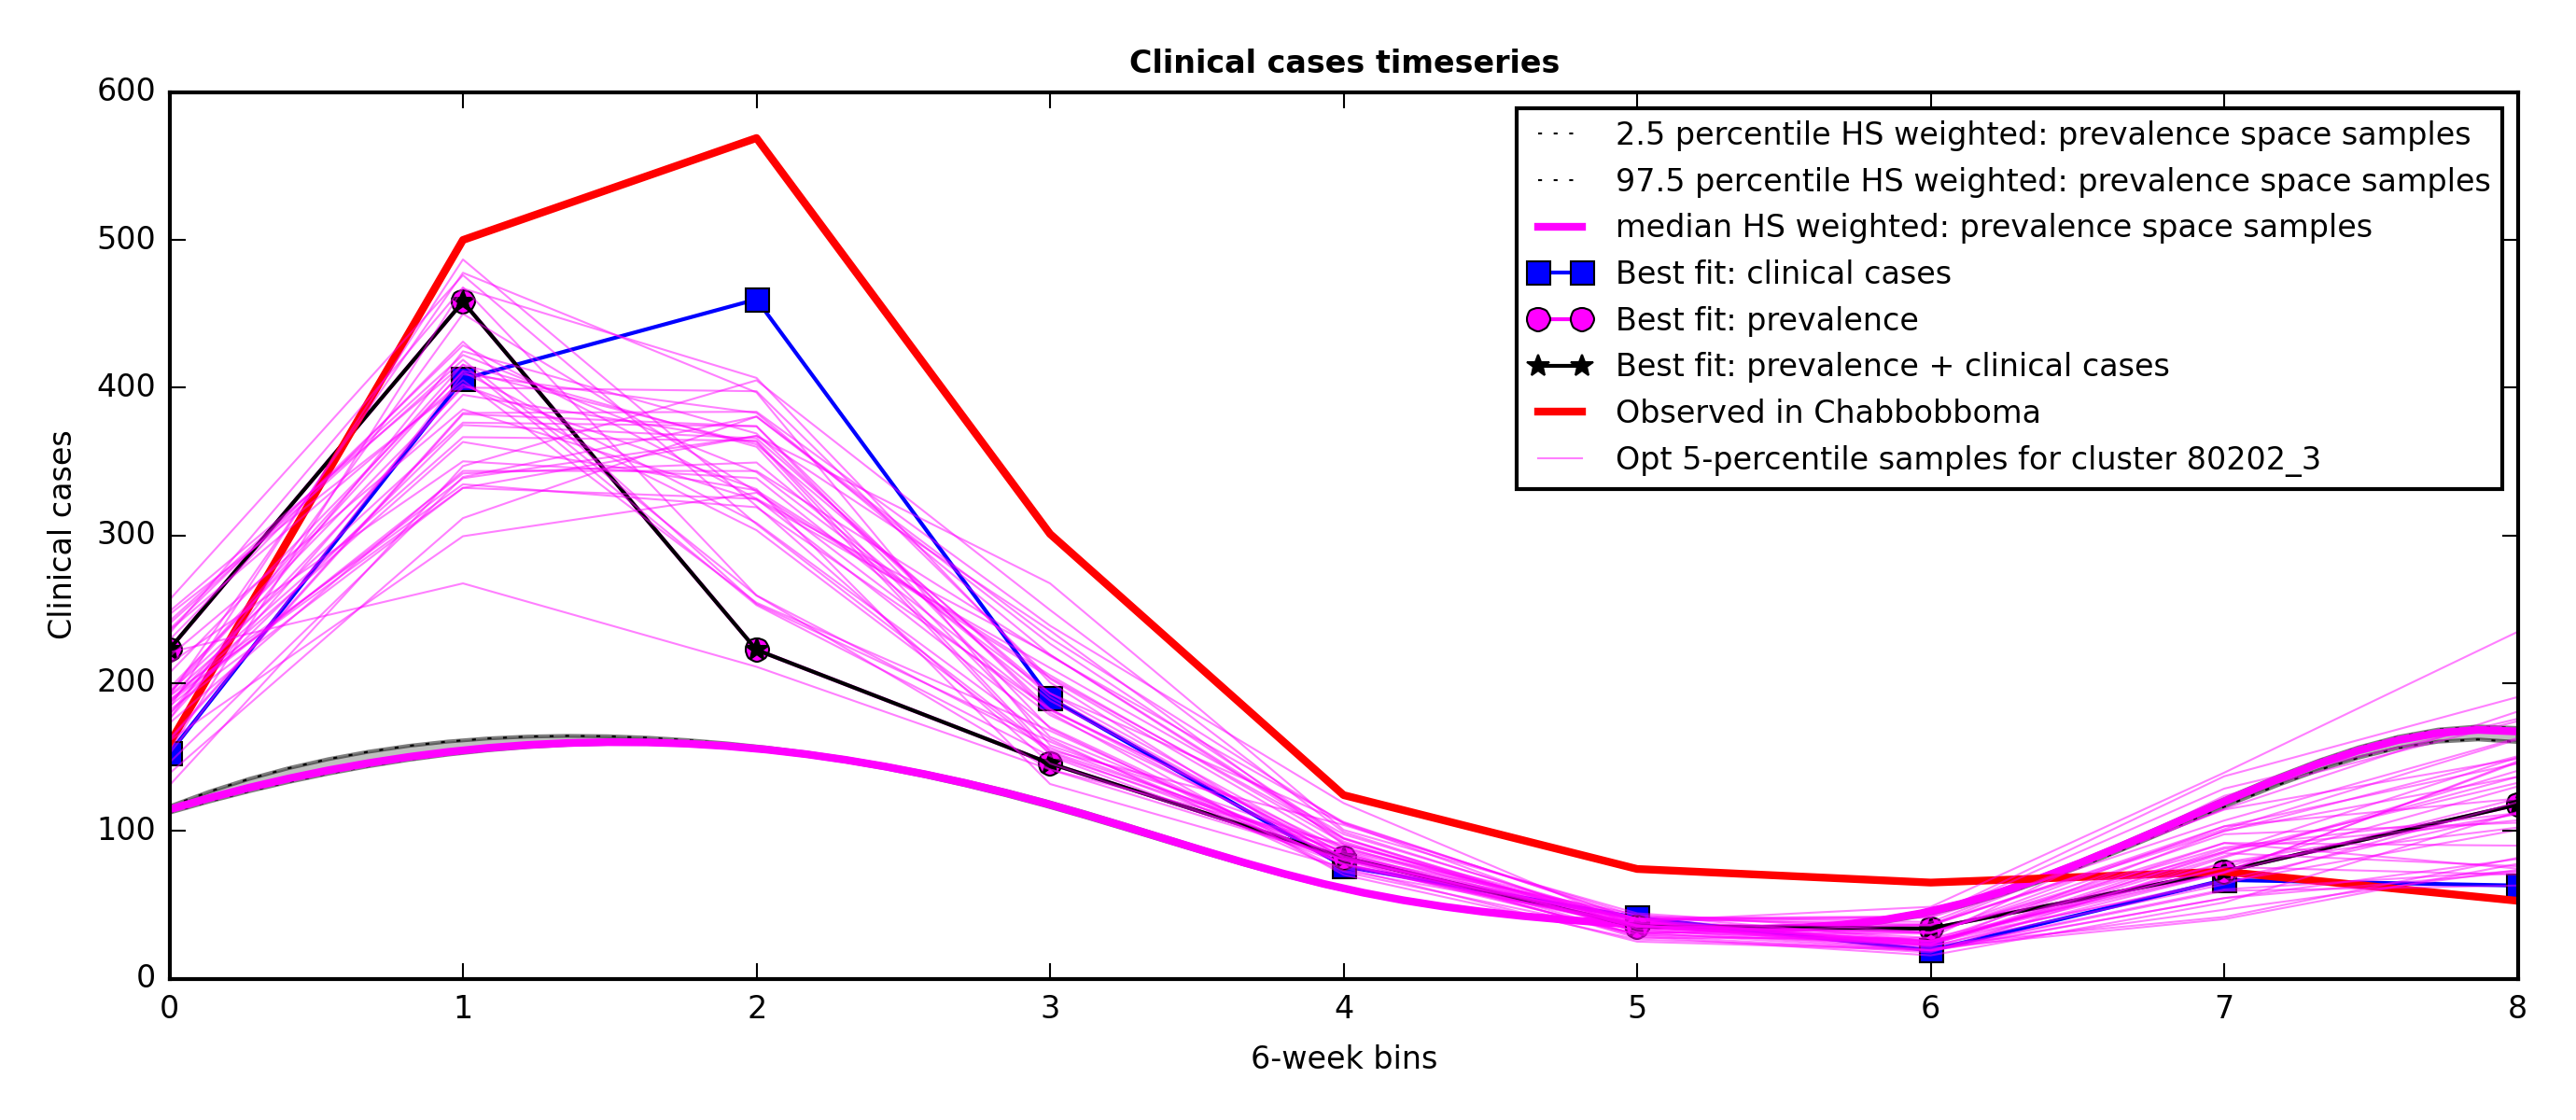 Clinical cases timeseries
600
500
400
300
200
100
0
Clinical cases
0 1 2 3 4 5 6 7 8
6-week bins
2.5 percentile HS weighted: prevalence space samples
97.5 percentile HS weighted: prevalence space samples
median HS weighted: prevalence space samples
Best fit: clinical cases
Best fit: prevalence
Best fit: prevalence + clinical cases
Observed in Chabbobboma
Opt 5-percentile samples for cluster 80202_3